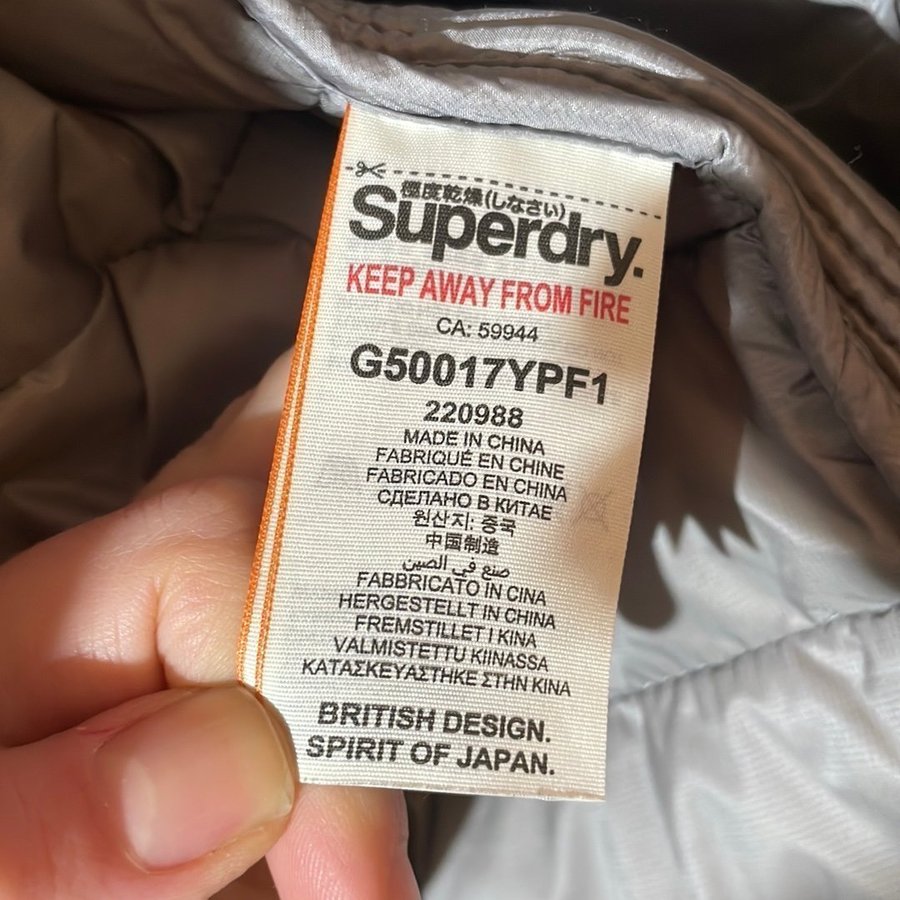 極度乾燥(しなさい)
Superdry.
KEEP AWAY FROM FIRE
CA: 59944
G50017YPF1
220988
MADE IN CHINA
FABRIQUÉ EN CHINE
FABRICADO EN CHINA
СДЕЛАНО В КИТАЕ
원산지: 중국
中国制造
صنع في الصين
FABBRICATO IN CINA
HERGESTELLT IN CHINA
FREMSTILLET I KINA
VALMISTETTU KIINASSA
ΚΑΤΑΣΚΕΥΑΣΤΗΚΕ ΣΤΗΝ ΚΙΝΑ
BRITISH DESIGN.
SPIRIT OF JAPAN.